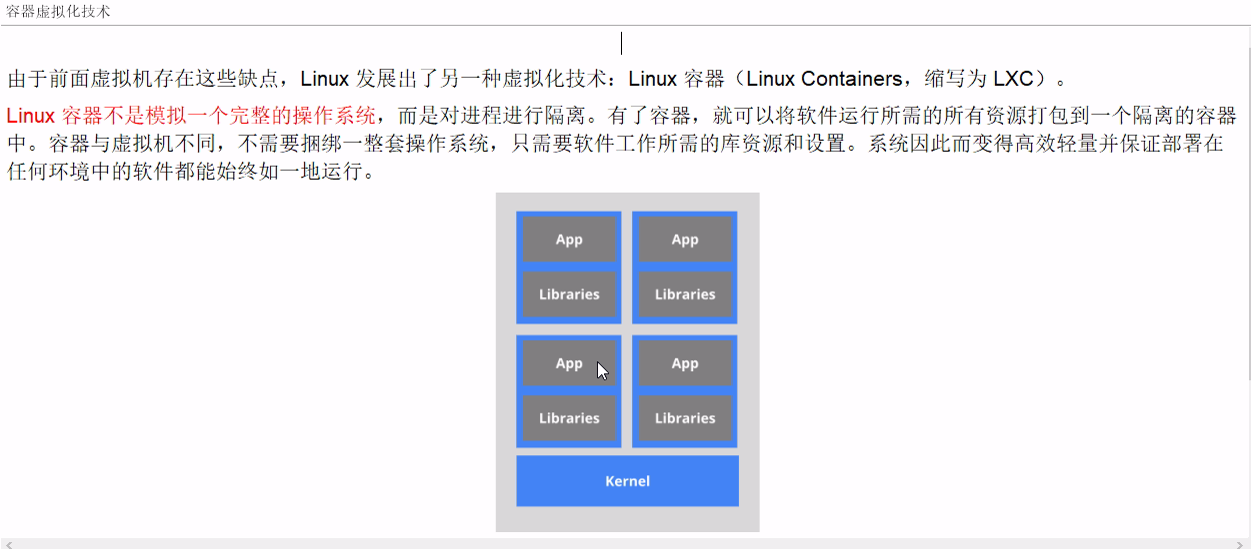 容器虚拟化技术
由于前面虚拟机存在这些缺点，Linux 发展出了另一种虚拟化技术：Linux 容器（Linux Containers，缩写为 LXC）。
Linux 容器不是模拟一个完整的操作系统，而是对进程进行隔离。有了容器，就可以将软件运行所需的所有资源打包到一个隔离的容器
中。容器与虚拟机不同，不需要捆绑一整套操作系统，只需要软件工作所需的库资源和设置。系统因此而变得高效轻量并保证部署在
任何环境中的软件都能始终如一地运行。
App App
Libraries Libraries
App App
Libraries Libraries
Kernel